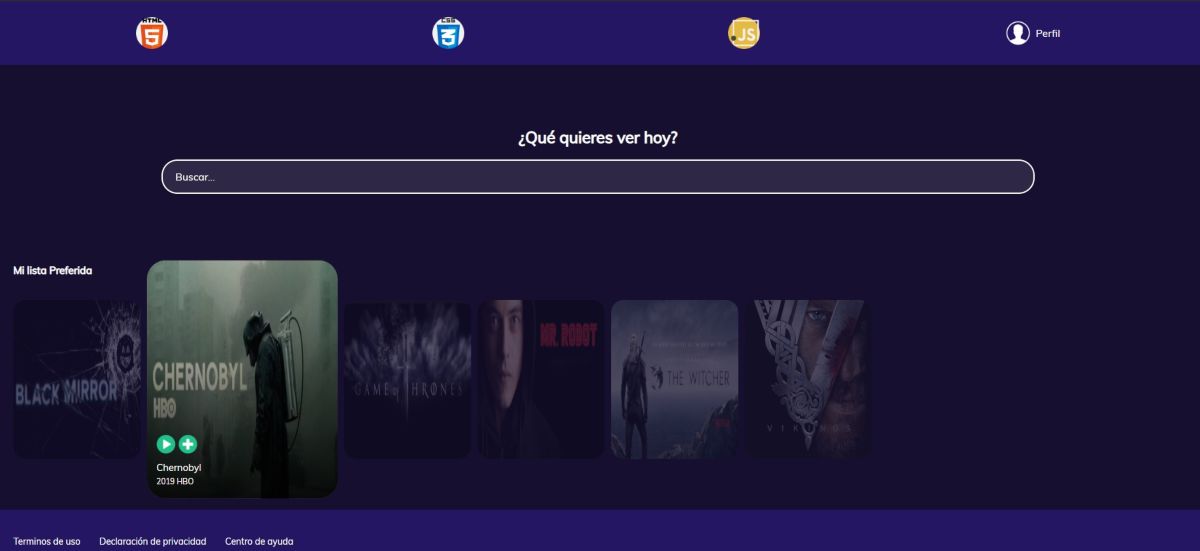 HTML
5
CSS
3
JS
Perfil
¿Qué quieres ver hoy?
Buscar...
Mi lista Preferida
BLACK MIRROR
CHERNOBYL
HBO
Chernobyl
2019 HBO
GAME OF THRONES
MR. ROBOT
THE WITCHER
NETFLIX
VIKINGS
Terminos de uso
Declaración de privacidad
Centro de ayuda